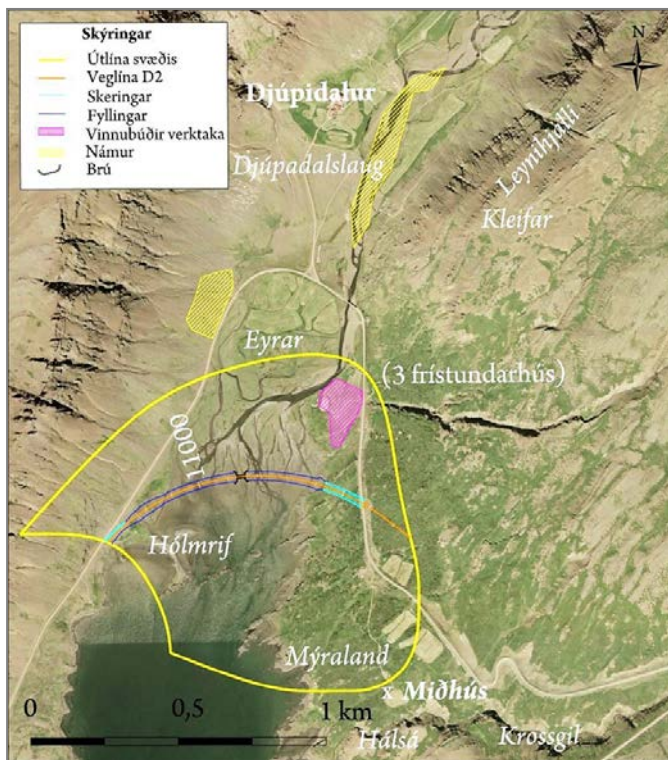 Skýringar
Útlína svæðis
Veglína D2
Skeringar
Fyllingar
Vinnubúðir verktaka
Námur
Brú
N
Djúpidalur
Djúpadalslaug
Leynihjalli
Kleifar
Eyrar
(3 frístundarhús)
11000
Hólmrif
Mýraland
x Miðhús
0 0,5 1 km
Hálsá
Krossgil